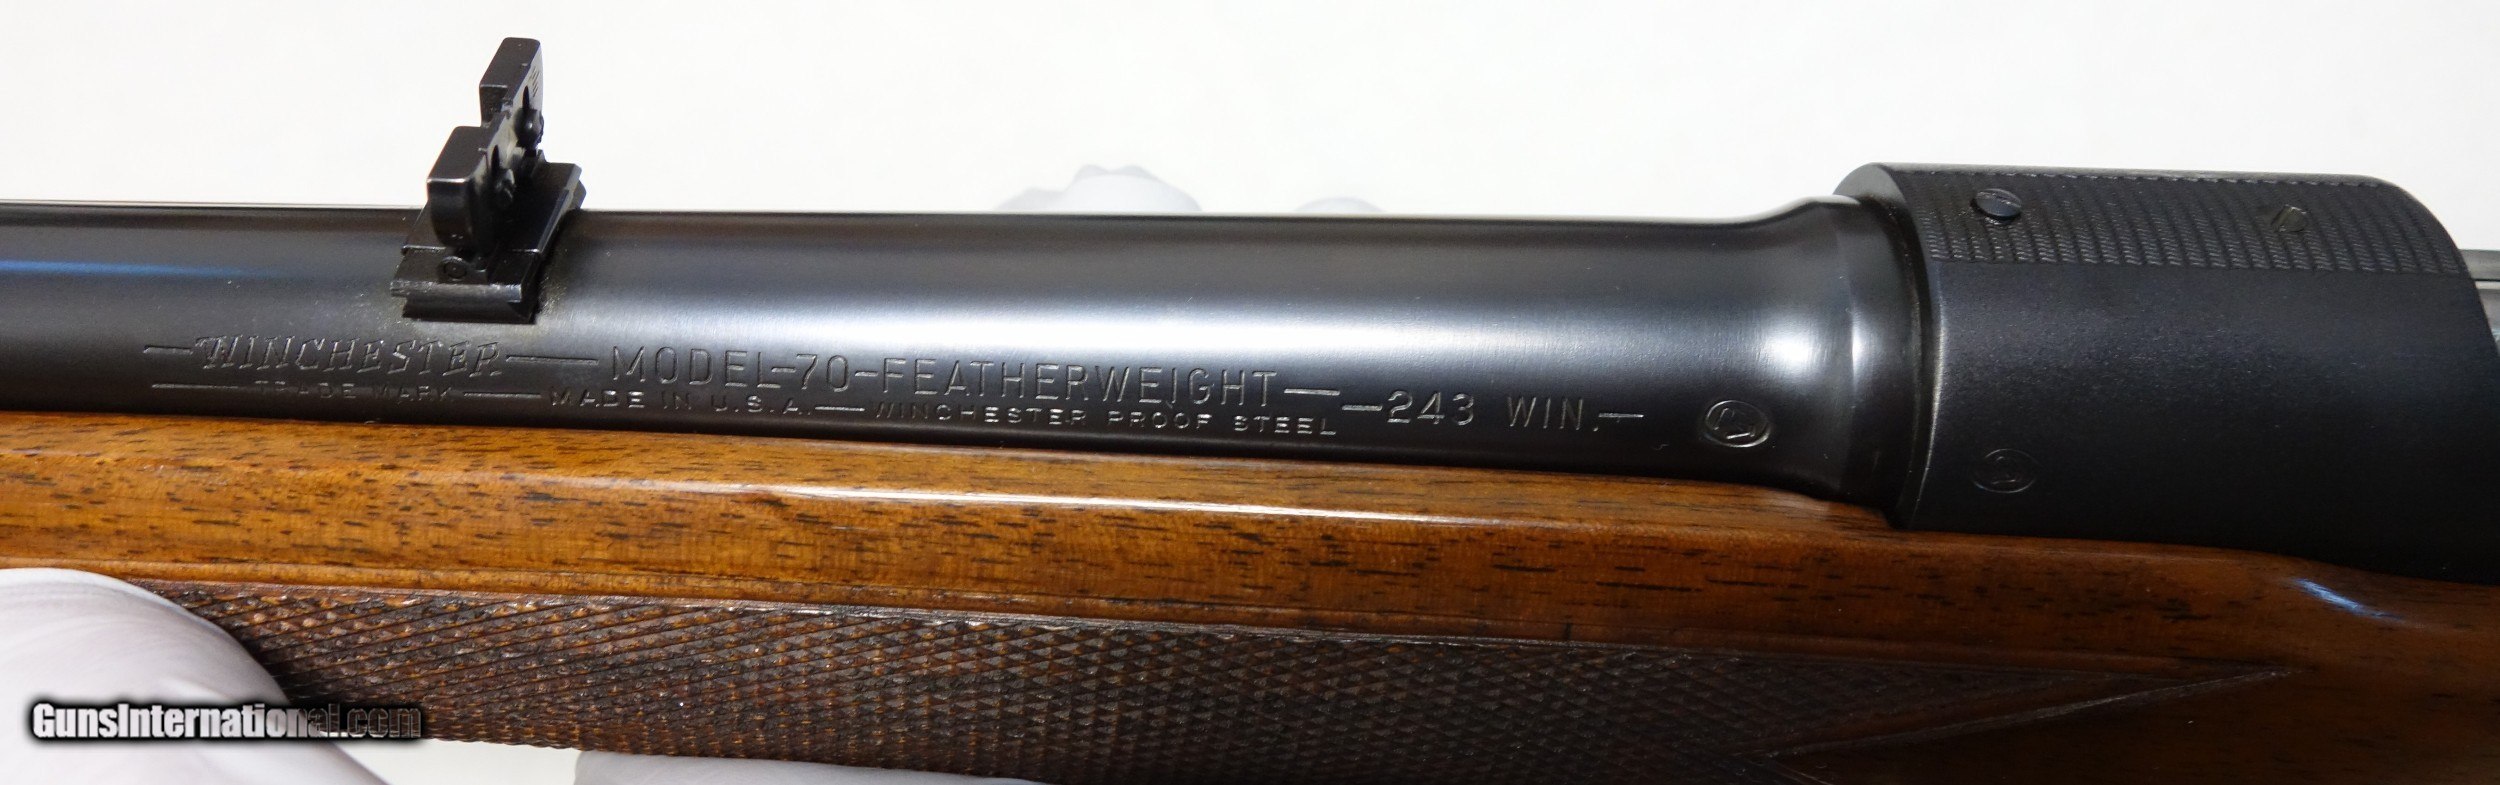 —WINCHESTER— MODEL-70-FEATHERWEIGHT— —243 WIN.—
—TRADE MARK— MADE IN U.S.A.— WINCHESTER PROOF STEEL
GunsInternational.com